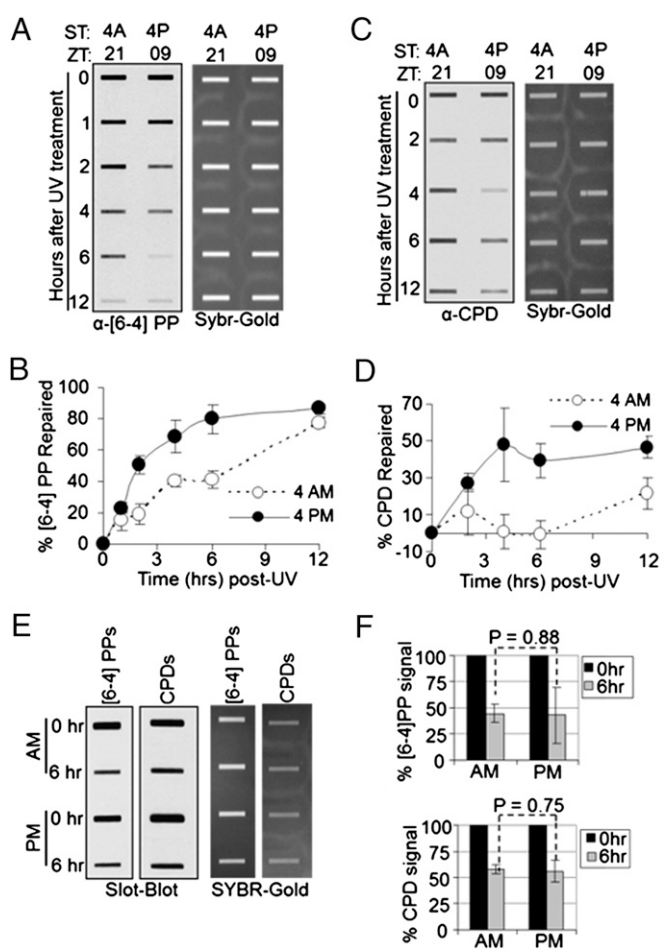 A
ST: 4A 4P
ZT: 21 09
4A 4P
21 09
Hours after UV treatment
0
1
2
4
6
12
α-[6-4] PP
Sybr-Gold
C
ST: 4A 4P
ZT: 21 09
4A 4P
21 09
Hours after UV treatment
0
2
4
6
12
α-CPD
Sybr-Gold
B
% [6-4] PP Repaired
100
80
60
40
20
0
4 AM
4 PM
0 3 6 9 12
Time (hrs) post-UV
D
% CPD Repaired
70
50
30
10
-10
4 AM
4 PM
0 3 6 9 12
Time (hrs) post-UV
E
[6-4] PPs
CPDs
[6-4] PPs
CPDs
AM
0 hr
6 hr
PM
0 hr
6 hr
Slot-Blot
SYBR-Gold
F
P = 0.88
% [6-4]PP signal
100
75
50
25
0
AM PM
0hr
6hr
P = 0.75
% CPD signal
100
75
50
25
0
AM PM
0hr
6hr